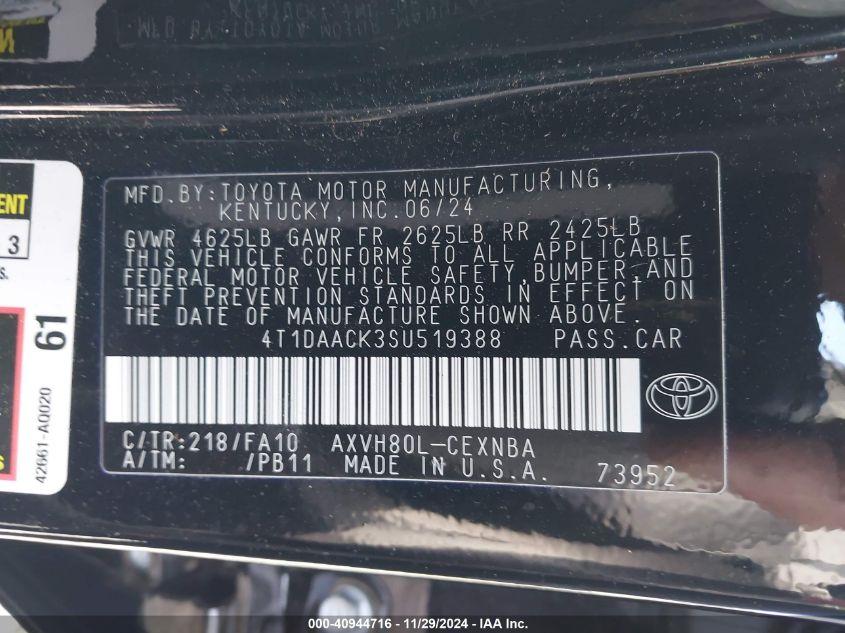 ENT
3
S.
61
42661-A0020
MFD.BY:TOYOTA MOTOR MANUFACTURING,
KENTUCKY,INC.06/24
GVWR 4625LB GAWR FR 2625LB RR 2425LB
THIS VEHICLE CONFORMS TO ALL APPLICABLE
FEDERAL MOTOR VEHICLE SAFETY,BUMPER,AND
THEFT PREVENTION STANDARDS IN EFFECT ON
THE DATE OF MANUFACTURE SHOWN ABOVE.
4T1DAACK3SU519388 PASS.CAR
C/TR:218/FA10 AXVH80L-CEXNBA
A/TM: /PB11 MADE IN U.S.A. 73952
000-40944716 - 11/29/2024 - IAA Inc.